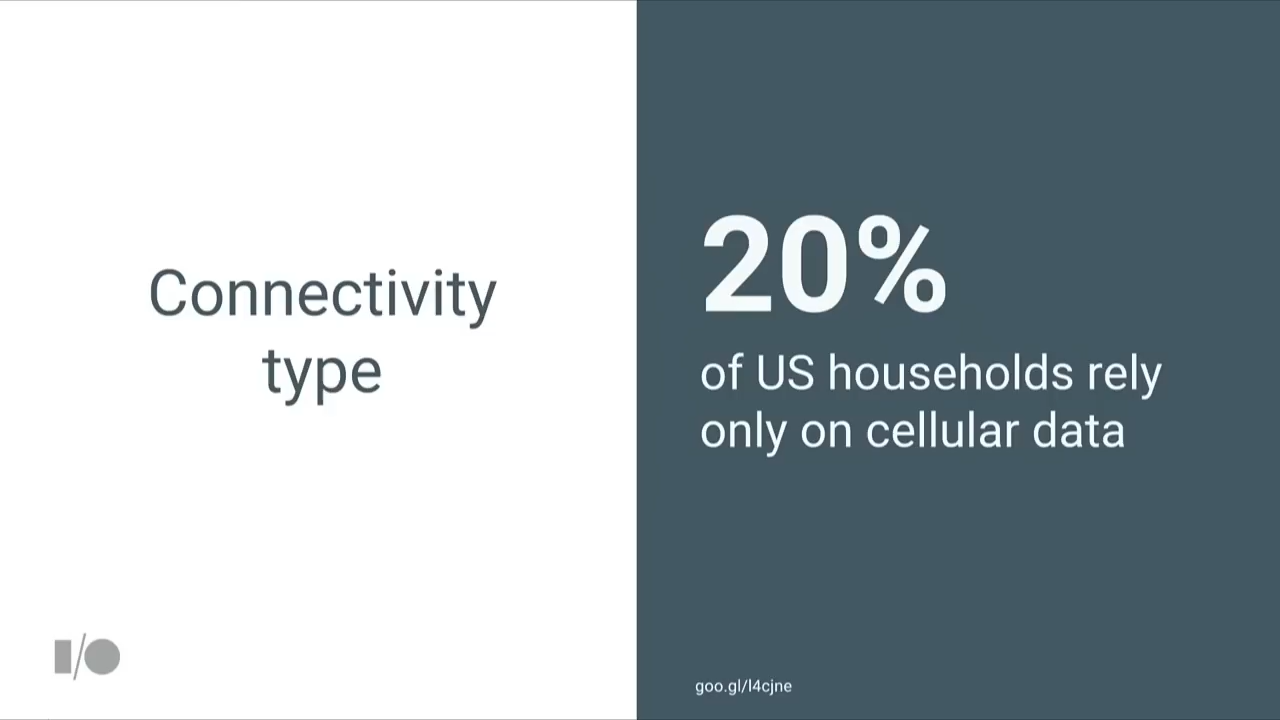 Connectivity
type
20%
of US households rely
only on cellular data
I/O
goo.gl/l4cjne